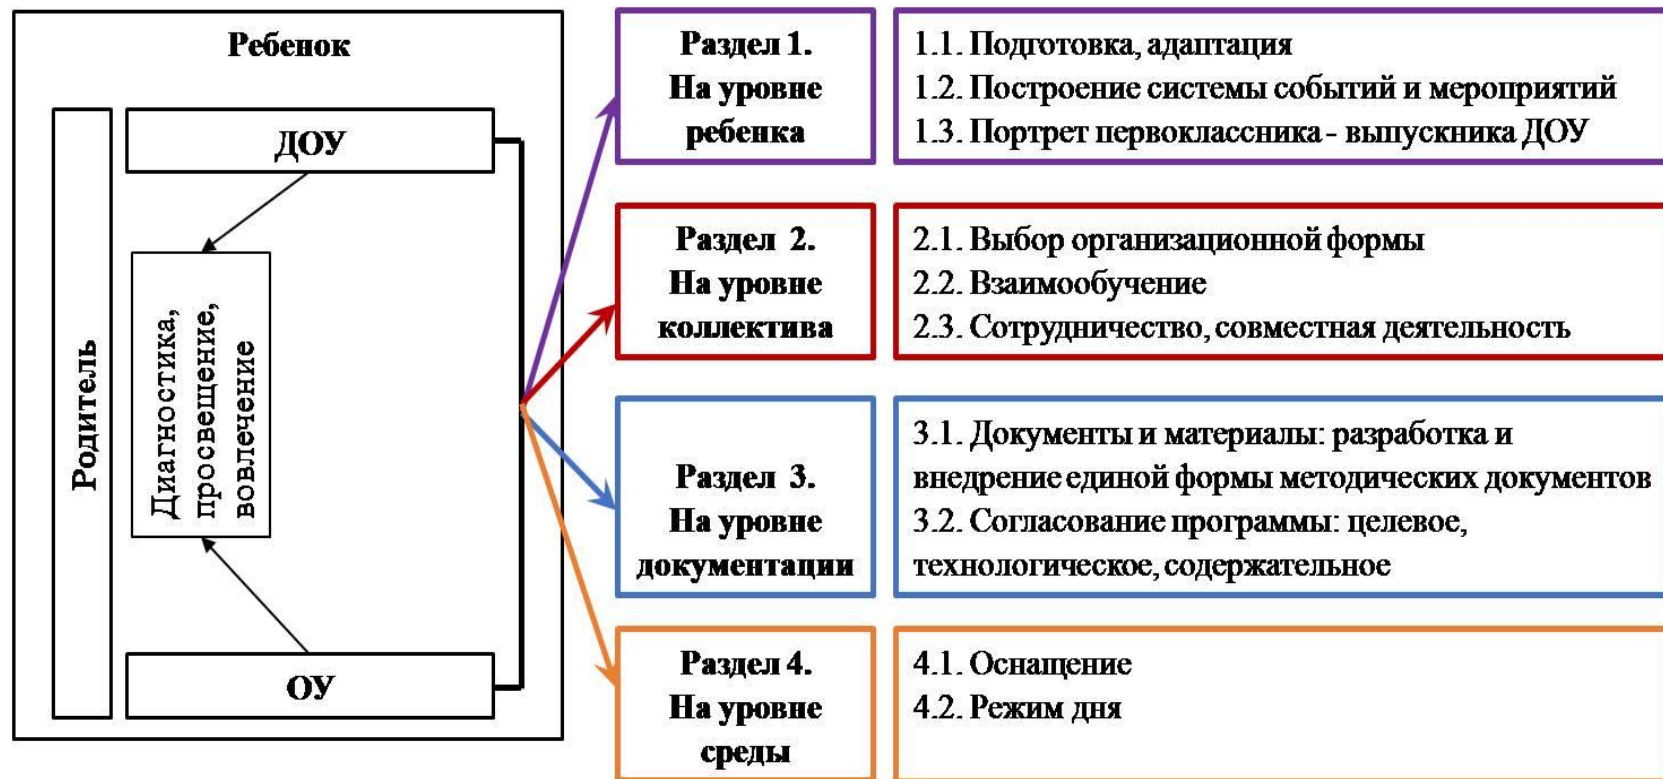 Ребенок
ДОУ
Родитель
Диагностика,
просвещение,
вовлечение
ОУ
Раздел 1.
На уровне
ребенка
1.1. Подготовка, адаптация
1.2. Построение системы событий и мероприятий
1.3. Портрет первоклассника - выпускника ДОУ
Раздел 2.
На уровне
коллектива
2.1. Выбор организационной формы
2.2. Взаимообучение
2.3. Сотрудничество, совместная деятельность
Раздел 3.
На уровне
документации
3.1. Документы и материалы: разработка и
внедрение единой формы методических документов
3.2. Согласование программы: целевое,
технологическое, содержательное
Раздел 4.
На уровне
среды
4.1. Оснащение
4.2. Режим дня